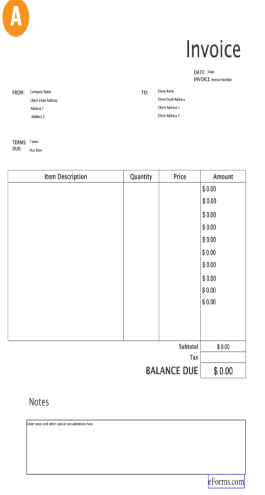 A
Invoice
DATE: Date
INVOICE Invoice Number
FROM: Company Name
Client Email Address
Address 1
Address 2
TO: Client Name
Client Email Address
Client Address 1
Client Address 2
TERMS: Terms
DUE: Due Date
Item Description Quantity Price Amount
$ 0.00
$ 0.00
$ 0.00
$ 0.00
$ 0.00
$ 0.00
$ 0.00
$ 0.00
$ 0.00
$ 0.00
Subtotal $ 0.00
Tax
BALANCE DUE $ 0.00
Notes
Enter notes and other special considerations here
eForms.com